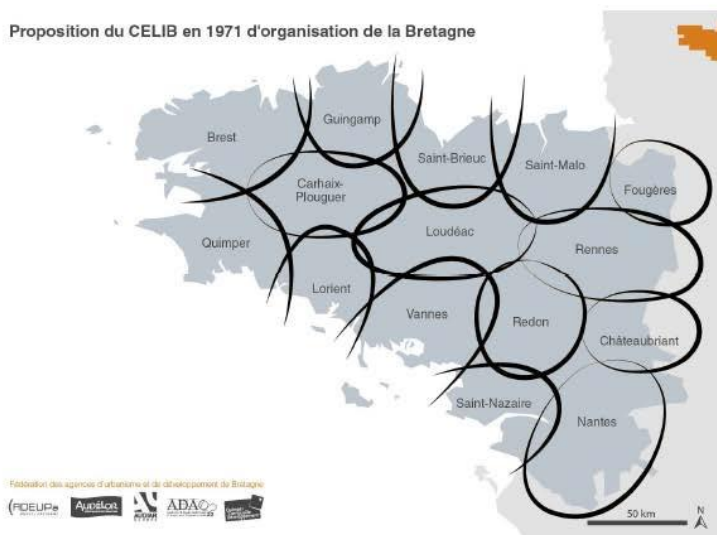 Proposition du CELIB en 1971 d'organisation de la Bretagne
Guingamp
Brest
Saint-Brieuc
Saint-Malo
Carhaix-
Plouguer
Fougères
Loudéac
Quimper
Rennes
Lorient
Vannes
Redon
Châteaubriant
Saint-Nazaire
Nantes
Fédération des agences d'urbanisme et de développement de Bretagne
AUDIAR
50 km
N